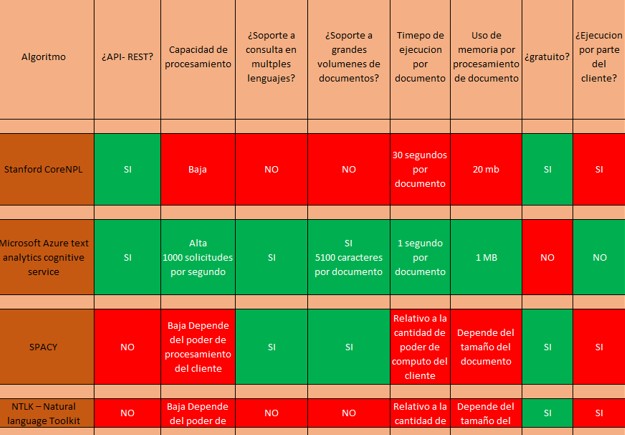 Algoritmo
¿API- REST?
Capacidad de
procesamiento
¿Soporte a
consulta en
multples
lenguajes?
¿Soporte a
grandes
volumenes de
documentos?
Timepo de
ejecucion
por
documento
Uso de
memoria por
procesamiento
de documento
¿gratuito?
¿Ejecucion
por parte
del
cliente?
Stanford CoreNPL
SI
Baja
NO
NO
30 segundos
por
documento
20 mb
SI
SI
Microsoft Azure text
analytics cognitive
service
SI
Alta
1000 solicitudes
por segundo
SI
SI
5100 caracteres
por documento
1 segundo
por
documento
1 MB
NO
NO
SPACY
NO
Baja Depende
del poder de
procesamiento
del cliente
SI
SI
Relativo a la
cantidad de
poder de
computo del
cliente
Depende del
tamaño del
documento
SI
SI
NTLK – Natural
language Toolkit
NO
Baja Depende
del poder de
NO
NO
Relativo a la
cantidad de
Depende del
tamaño del
SI
SI